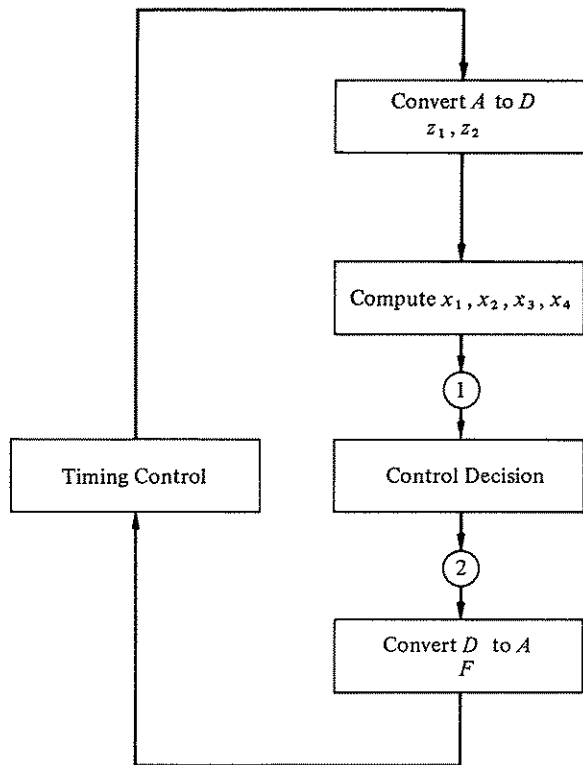 Convert A to D
z₁, z₂
Compute x₁, x₂, x₃, x₄
1
Timing Control
Control Decision
2
Convert D to A
F